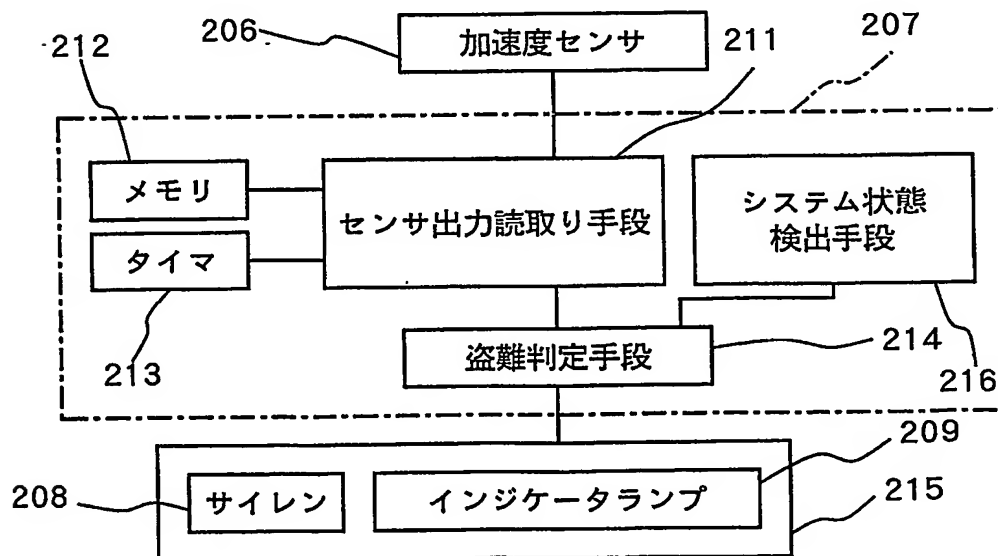 206
加速度センサ
212
211
207
メモリ
センサ出力読取り手段
システム状態
検出手段
タイマ
213
盗難判定手段
214
216
209
208
サイレン
インジケータランプ
215